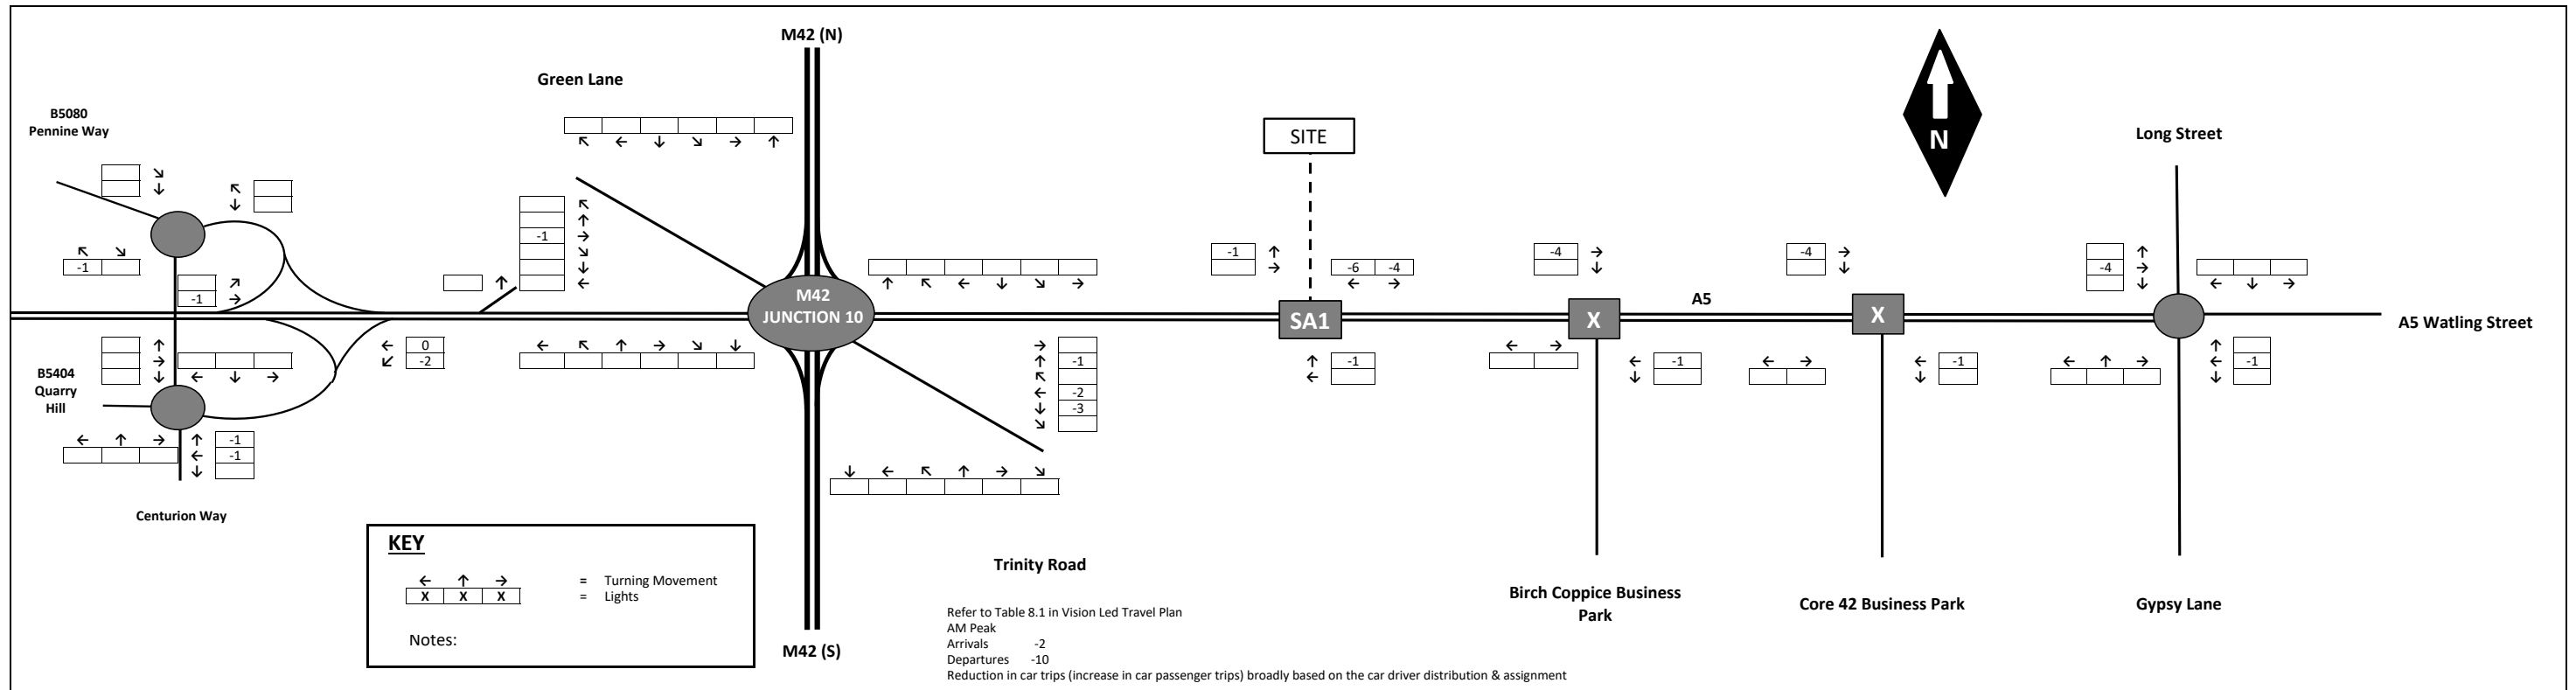 M42 (N)
Green Lane
B5080
Pennine Way
SITE
N
Long Street
-1
-1
-1
-1
-6 -4
-4
-4
-4
M42
JUNCTION 10
SA1
X
A5
X
A5 Watling Street
0
-2
B5404
Quarry
Hill
-1
-2
-3
-1
-1
-1
-1
-1
-1
Centurion Way
KEY
X X X
= Turning Movement
= Lights
Notes:
Trinity Road
M42 (S)
Birch Coppice Business
Park
Core 42 Business Park
Gypsy Lane
Refer to Table 8.1 in Vision Led Travel Plan
AM Peak
Arrivals -2
Departures -10
Reduction in car trips (increase in car passenger trips) broadly based on the car driver distribution & assignment